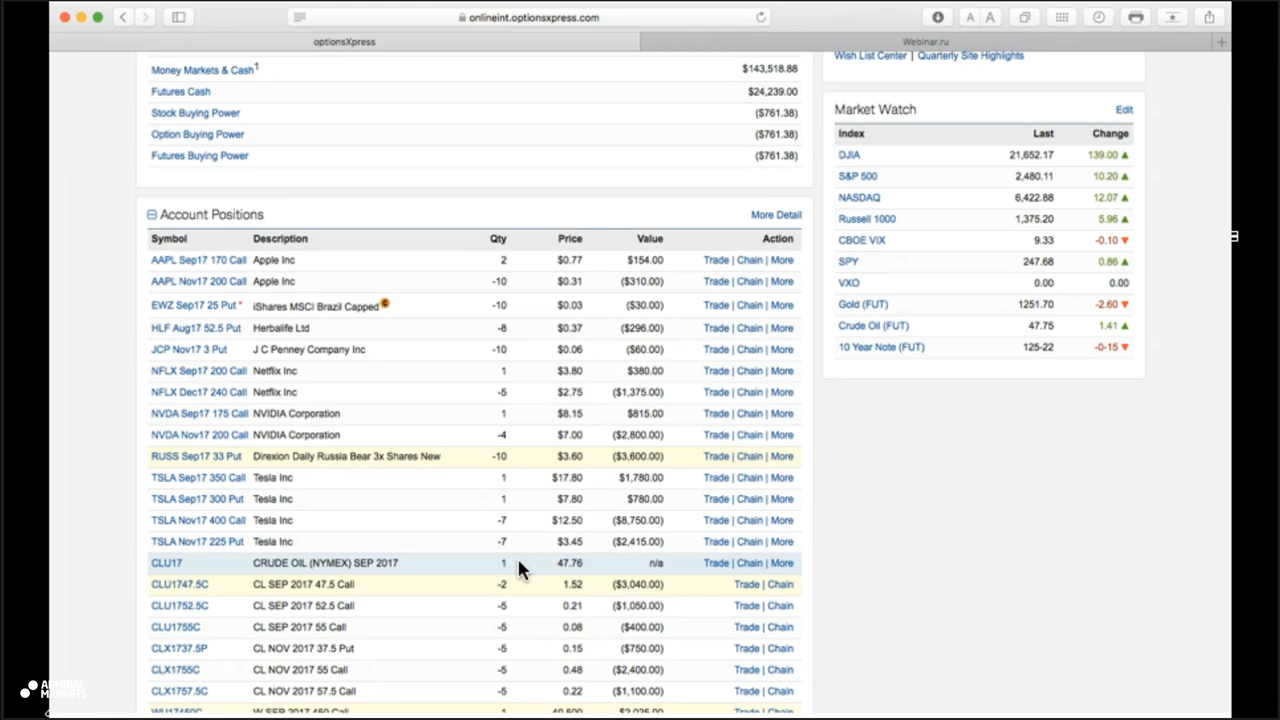 onlineint.optionsxpress.com
A A
optionsXpress
Webinar.ru
Money Markets & Cash1 $143,518.88
Futures Cash $24,239.00
Stock Buying Power ($761.38)
Option Buying Power ($761.38)
Futures Buying Power ($761.38)
Account Positions More Detail
Symbol Description Qty Price Value Action
AAPL Sep17 170 Call Apple Inc 2 $0.77 $154.00 Trade | Chain | More
AAPL Nov17 200 Call Apple Inc -10 $0.31 ($310.00) Trade | Chain | More
EWZ Sep17 25 Put * iShares MSCI Brazil Capped -10 $0.03 ($30.00) Trade | Chain | More
HLF Aug17 52.5 Put Herbalife Ltd -8 $0.37 ($296.00) Trade | Chain | More
JCP Nov17 3 Put J C Penney Company Inc -10 $0.06 ($60.00) Trade | Chain | More
NFLX Sep17 200 Call Netflix Inc 1 $3.80 $380.00 Trade | Chain | More
NFLX Dec17 240 Call Netflix Inc -5 $2.75 ($1,375.00) Trade | Chain | More
NVDA Sep17 175 Call NVIDIA Corporation 1 $8.15 $815.00 Trade | Chain | More
NVDA Nov17 200 Call NVIDIA Corporation -4 $7.00 ($2,800.00) Trade | Chain | More
RUSS Sep17 33 Put Direxion Daily Russia Bear 3x Shares New -10 $3.60 ($3,600.00) Trade | Chain | More
TSLA Sep17 350 Call Tesla Inc 1 $17.80 $1,780.00 Trade | Chain | More
TSLA Sep17 300 Put Tesla Inc 1 $7.80 $780.00 Trade | Chain | More
TSLA Nov17 400 Call Tesla Inc -7 $12.50 ($8,750.00) Trade | Chain | More
TSLA Nov17 225 Put Tesla Inc -7 $3.45 ($2,415.00) Trade | Chain | More
CLU17 CRUDE OIL (NYMEX) SEP 2017 1 47.76 n/a Trade | Chain | More
CLU1747.5C CL SEP 2017 47.5 Call -2 1.52 ($3,040.00) Trade | Chain
CLU1752.5C CL SEP 2017 52.5 Call -5 0.21 ($1,050.00) Trade | Chain
CLU1755C CL SEP 2017 55 Call -5 0.08 ($400.00) Trade | Chain
CLX1737.5P CL NOV 2017 37.5 Put -5 0.15 ($750.00) Trade | Chain
CLX1755C CL NOV 2017 55 Call -5 0.48 ($2,400.00) Trade | Chain
CLX1757.5C CL NOV 2017 57.5 Call -5 0.22 ($1,100.00) Trade | Chain
Wish List Center | Quarterly Site Highlights
Market Watch Edit
Index Last Change
DJIA 21,652.17 139.00
S&P 500 2,480.11 10.20
NASDAQ 6,422.88 12.07
Russell 1000 1,375.20 5.96
CBOE VIX 9.33 -0.10
SPY 247.68 0.86
VXO 0.00 0.00
Gold (FUT) 1251.70 -2.60
Crude Oil (FUT) 47.75 1.41
10 Year Note (FUT) 125-22 -0-15
ADMIRAL
MARKETS